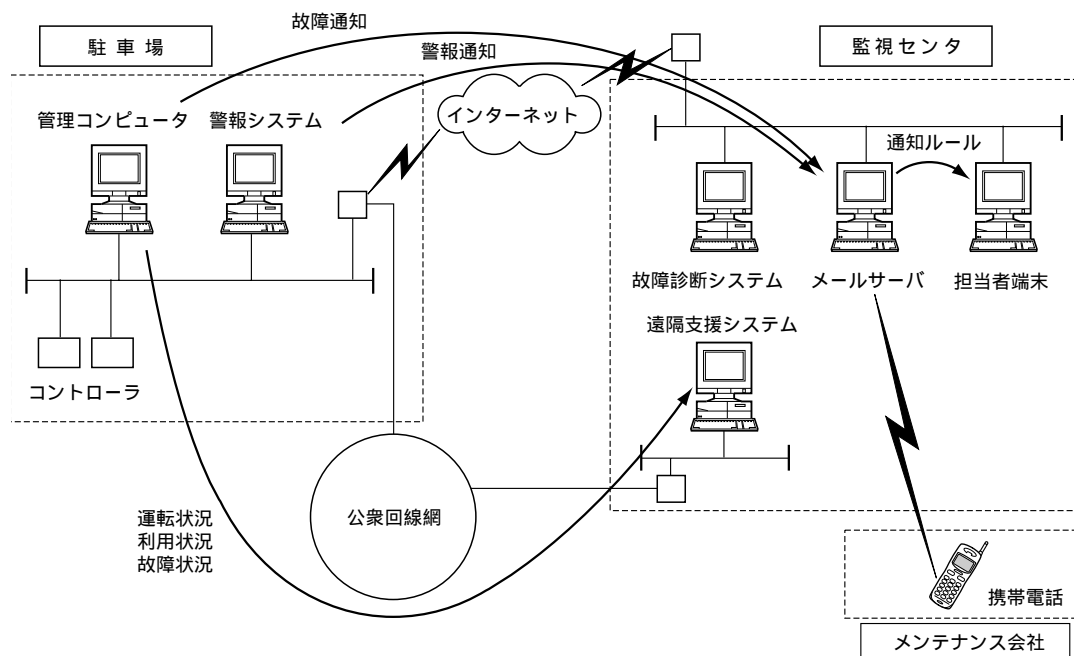 故障通知
駐車場
警報通知
監視センタ
管理コンピュータ
警報システム
インターネット
通知ルール
故障診断システム
メールサーバ
担当者端末
遠隔支援システム
コントローラ
公衆回線網
運転状況
利用状況
故障状況
携帯電話
メンテナンス会社